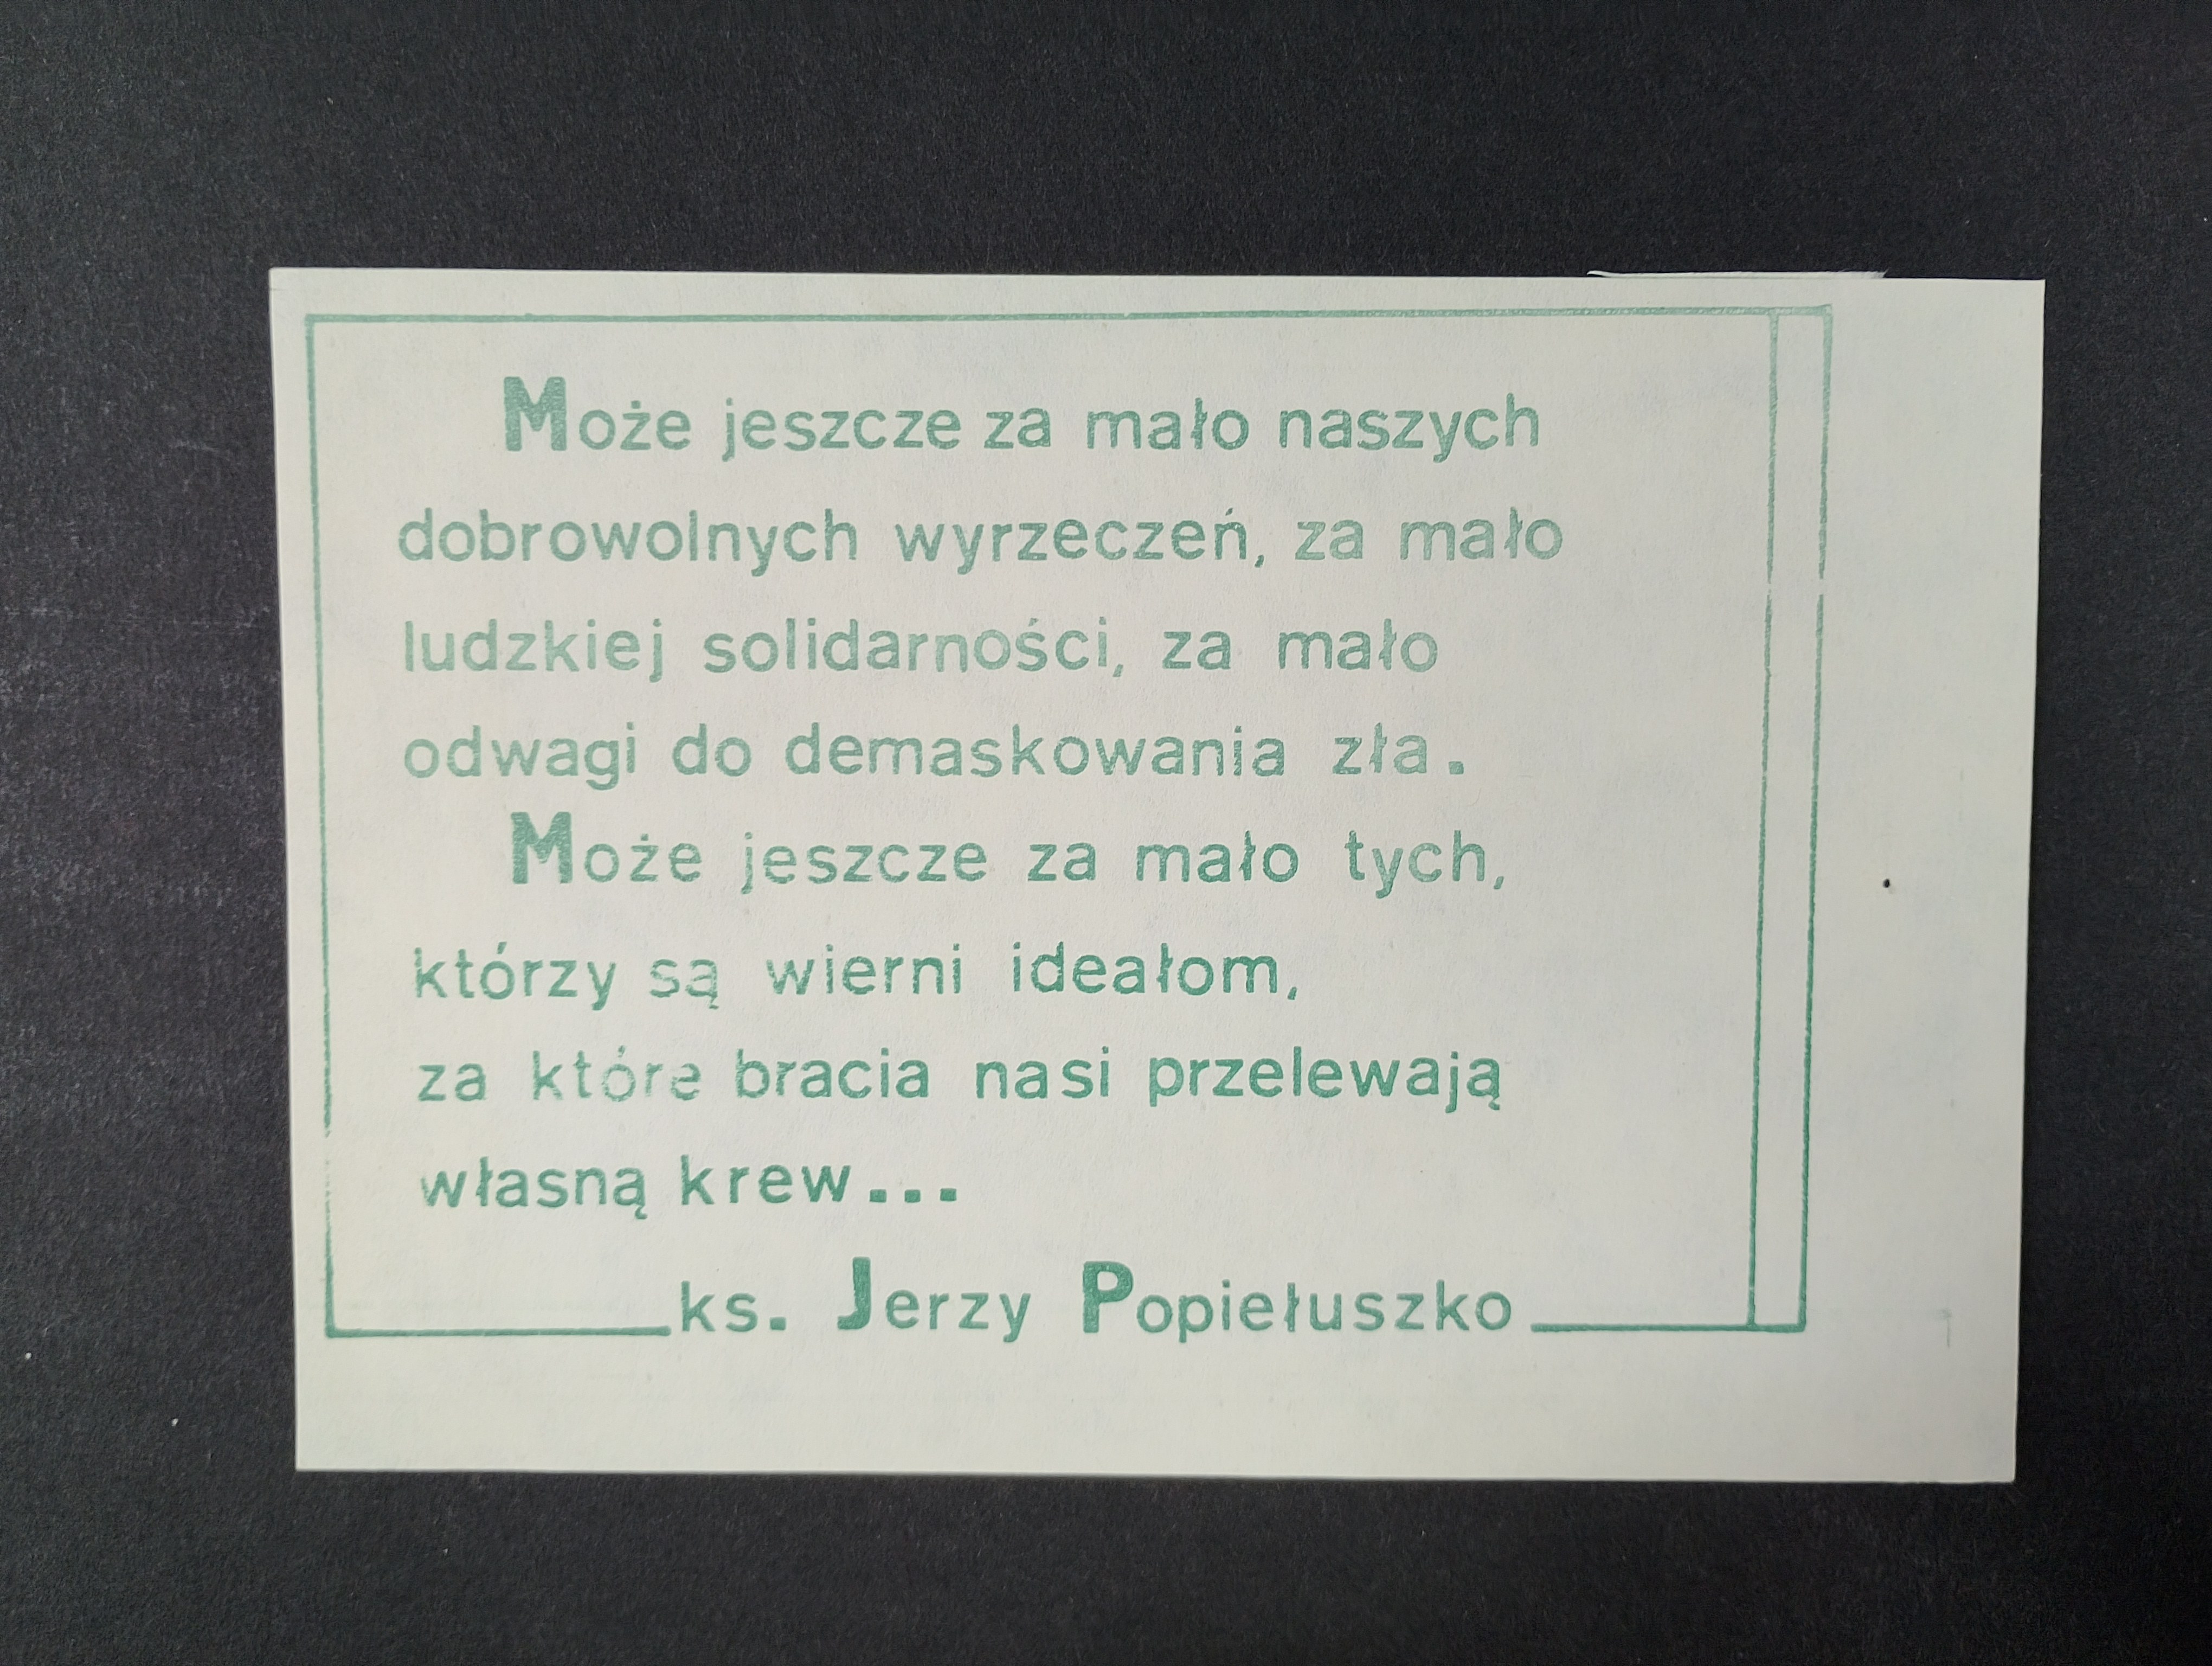 Może jeszcze za mało naszych
dobrowolnych wyrzeczeń, za mało
ludzkiej solidarności, za mało
odwagi do demaskowania zła.
Może jeszcze za mało tych,
którzy są wierni ideałom,
za które bracia nasi przelewają
własną krew...
ks. Jerzy Popiełuszko